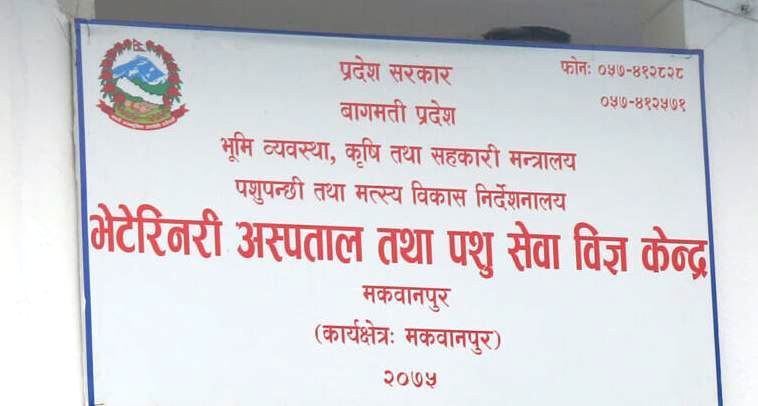 प्रदेश सरकार
फोनः ०५७-४१२८२८
बागमती प्रदेश
०५७-४१२५७१
भूमि व्यवस्था, कृषि तथा सहकारी मन्त्रालय
पशुपन्छी तथा मत्स्य विकास निर्देशनालय
भेटेरिनरी अस्पताल तथा पशु सेवा विज्ञ केन्द्र
मकवानपुर
(कार्यक्षेत्रः मकवानपुर)
२०७५